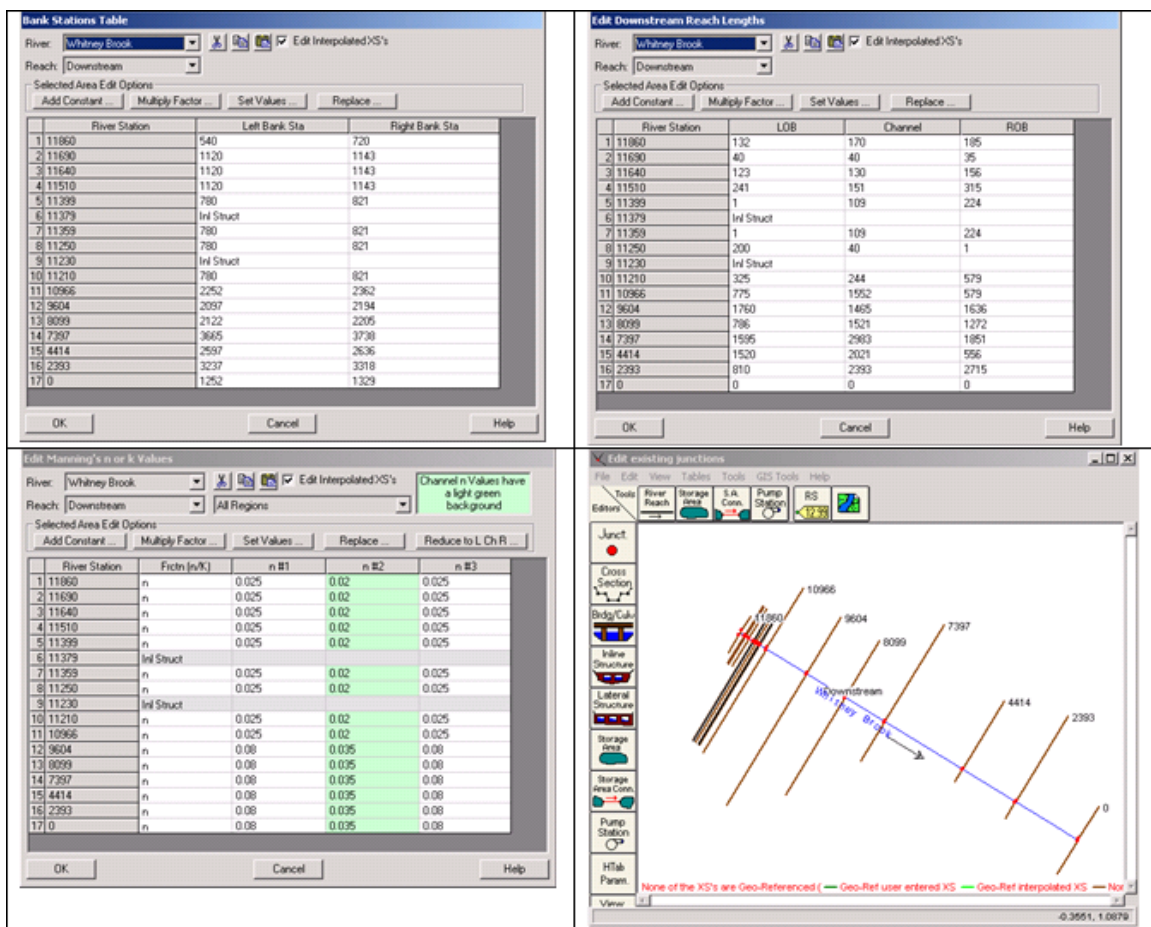 Bank Stations Table
River: Whitney Brook Edit Interpolated XS's
Reach: Downstream
Selected Area Edit Options
Add Constant ... Multiply Factor ... Set Values ... Replace ...
River Station Left Bank Sta Right Bank Sta
1 11860 540 720
2 11690 1120 1143
3 11640 1120 1143
4 11510 1120 1143
5 11399 780 821
6 11379 Inl Struct
7 11359 780 821
8 11250 780 821
9 11230 Inl Struct
10 11210 780 821
11 10966 2252 2362
12 9604 2097 2194
13 8099 2122 2205
14 7397 3665 3738
15 4414 2597 2636
16 2393 3237 3318
17 0 1252 1329
OK Cancel Help
Edit Downstream Reach Lengths
River: Whitney Brook Edit Interpolated XS's
Reach: Downstream
Selected Area Edit Options
Add Constant ... Multiply Factor ... Set Values ... Replace ...
River Station LOB Channel ROB
1 11860 132 170 185
2 11690 40 40 35
3 11640 123 130 156
4 11510 241 151 315
5 11399 1 109 224
6 11379 Inl Struct
7 11359 1 109 224
8 11250 200 40 1
9 11230 Inl Struct
10 11210 325 244 579
11 10966 775 1552 579
12 9604 1760 1465 1636
13 8099 786 1521 1272
14 7397 1595 2983 1851
15 4414 1520 2021 556
16 2393 810 2393 2715
17 0 0 0 0
OK Cancel Help
Edit Manning's n or k Values
River: Whitney Brook Edit Interpolated XS's
Channel n Values have
a light green
background
Reach: Downstream All Regions
Selected Area Edit Options
Add Constant ... Multiply Factor ... Set Values ... Replace ... Reduce to L Ch R ...
River Station Frctn (n/K) n #1 n #2 n #3
1 11860 n 0.025 0.02 0.025
2 11690 n 0.025 0.02 0.025
3 11640 n 0.025 0.02 0.025
4 11510 n 0.025 0.02 0.025
5 11399 n 0.025 0.02 0.025
6 11379 Inl Struct
7 11359 n 0.025 0.02 0.025
8 11250 n 0.025 0.02 0.025
9 11230 Inl Struct
10 11210 n 0.025 0.02 0.025
11 10966 n 0.025 0.02 0.025
12 9604 n 0.08 0.035 0.08
13 8099 n 0.08 0.035 0.08
14 7397 n 0.08 0.035 0.08
15 4414 n 0.08 0.035 0.08
16 2393 n 0.08 0.035 0.08
17 0 n 0.08 0.035 0.08
OK Cancel Help
Edit existing junctions
File Edit View Tables Tools GIS Tools Help
Tools
Editors
River
Reach
Storage
Area
S.A.
Conn.
Pump
Station
RS
Junct.
Cross
Section
Brdg/Culv
Inline
Structure
Lateral
Structure
Storage
Area
Storage
Area Conn.
Pump
Station
HTab
Param.
View
10966
11860
9604
7397
8099
Downstream
Whitney Brook
4414
2393
0
None of the XS's are Geo-Referenced ( Geo-Ref user entered XS Geo-Ref interpolated XS Nor
-0.3551, 1.0879